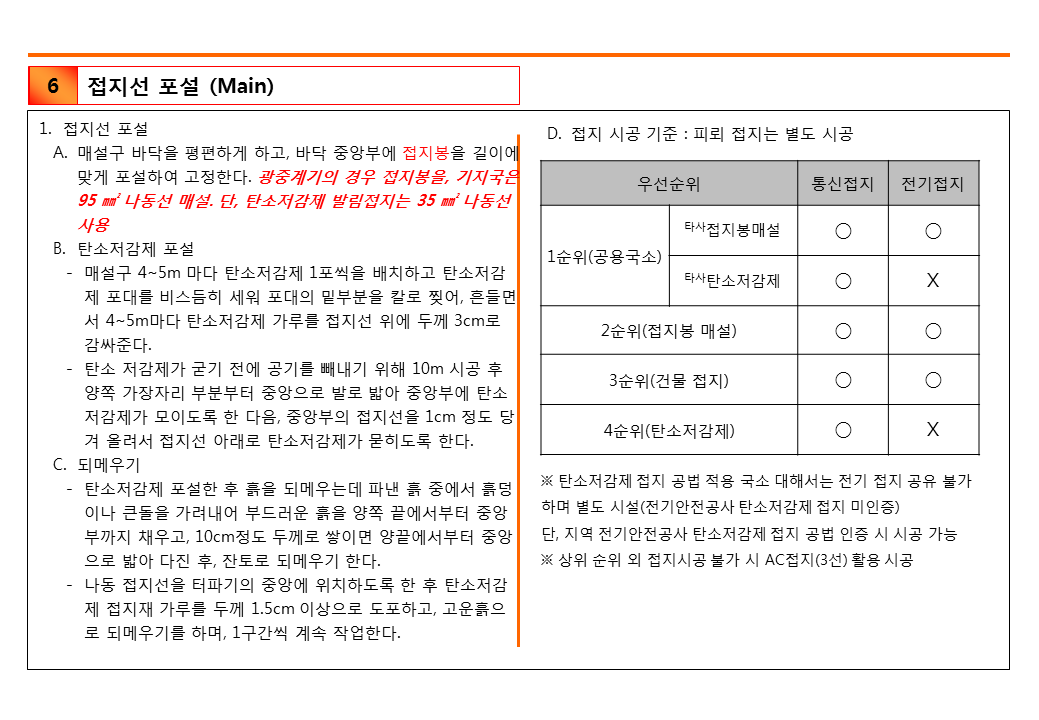 6 접지선 포설 (Main)
1. 접지선 포설
A. 매설구 바닥을 평편하게 하고, 바닥 중앙부에 접지봉을 길이에
맞게 포설하여 고정한다. 광중계기의 경우 접지봉을, 기지국은
95 ㎟ 나동선 매설. 단, 탄소저감제 발림접지는 35 ㎟ 나동선
사용
B. 탄소저감제 포설
- 매설구 4~5m 마다 탄소저감제 1포씩을 배치하고 탄소저감
제 포대를 비스듬히 세워 포대의 밑부분을 칼로 찢어, 흔들면
서 4~5m마다 탄소저감제 가루를 접지선 위에 두께 3cm로
감싸준다.
- 탄소 저감제가 굳기 전에 공기를 빼내기 위해 10m 시공 후
양쪽 가장자리 부분부터 중앙으로 발로 밟아 중앙부에 탄소
저감제가 모이도록 한 다음, 중앙부의 접지선을 1cm 정도 당
겨 올려서 접지선 아래로 탄소저감제가 묻히도록 한다.
C. 되메우기
- 탄소저감제 포설한 후 흙을 되메우는데 파낸 흙 중에서 흙덩
이나 큰돌을 가려내어 부드러운 흙을 양쪽 끝에서부터 중앙
부까지 채우고, 10cm정도 두께로 쌓이면 양끝에서부터 중앙
으로 밟아 다진 후, 잔토로 되메우기 한다.
- 나동 접지선을 터파기의 중앙에 위치하도록 한 후 탄소저감
제 접지재 가루를 두께 1.5cm 이상으로 도포하고, 고운흙으
로 되메우기를 하며, 1구간씩 계속 작업한다.
D. 접지 시공 기준 : 피뢰 접지는 별도 시공
우선순위 통신접지 전기접지
1순위(공용국소) 타사접지봉매설 ○ ○
타사탄소저감제 ○ X
2순위(접지봉 매설) ○ ○
3순위(건물 접지) ○ ○
4순위(탄소저감제) ○ X
※ 탄소저감제 접지 공법 적용 국소 대해서는 전기 접지 공유 불가
하며 별도 시설(전기안전공사 탄소저감제 접지 미인증)
단, 지역 전기안전공사 탄소저감제 접지 공법 인증 시 시공 가능
※ 상위 순위 외 접지시공 불가 시 AC접지(3선) 활용 시공